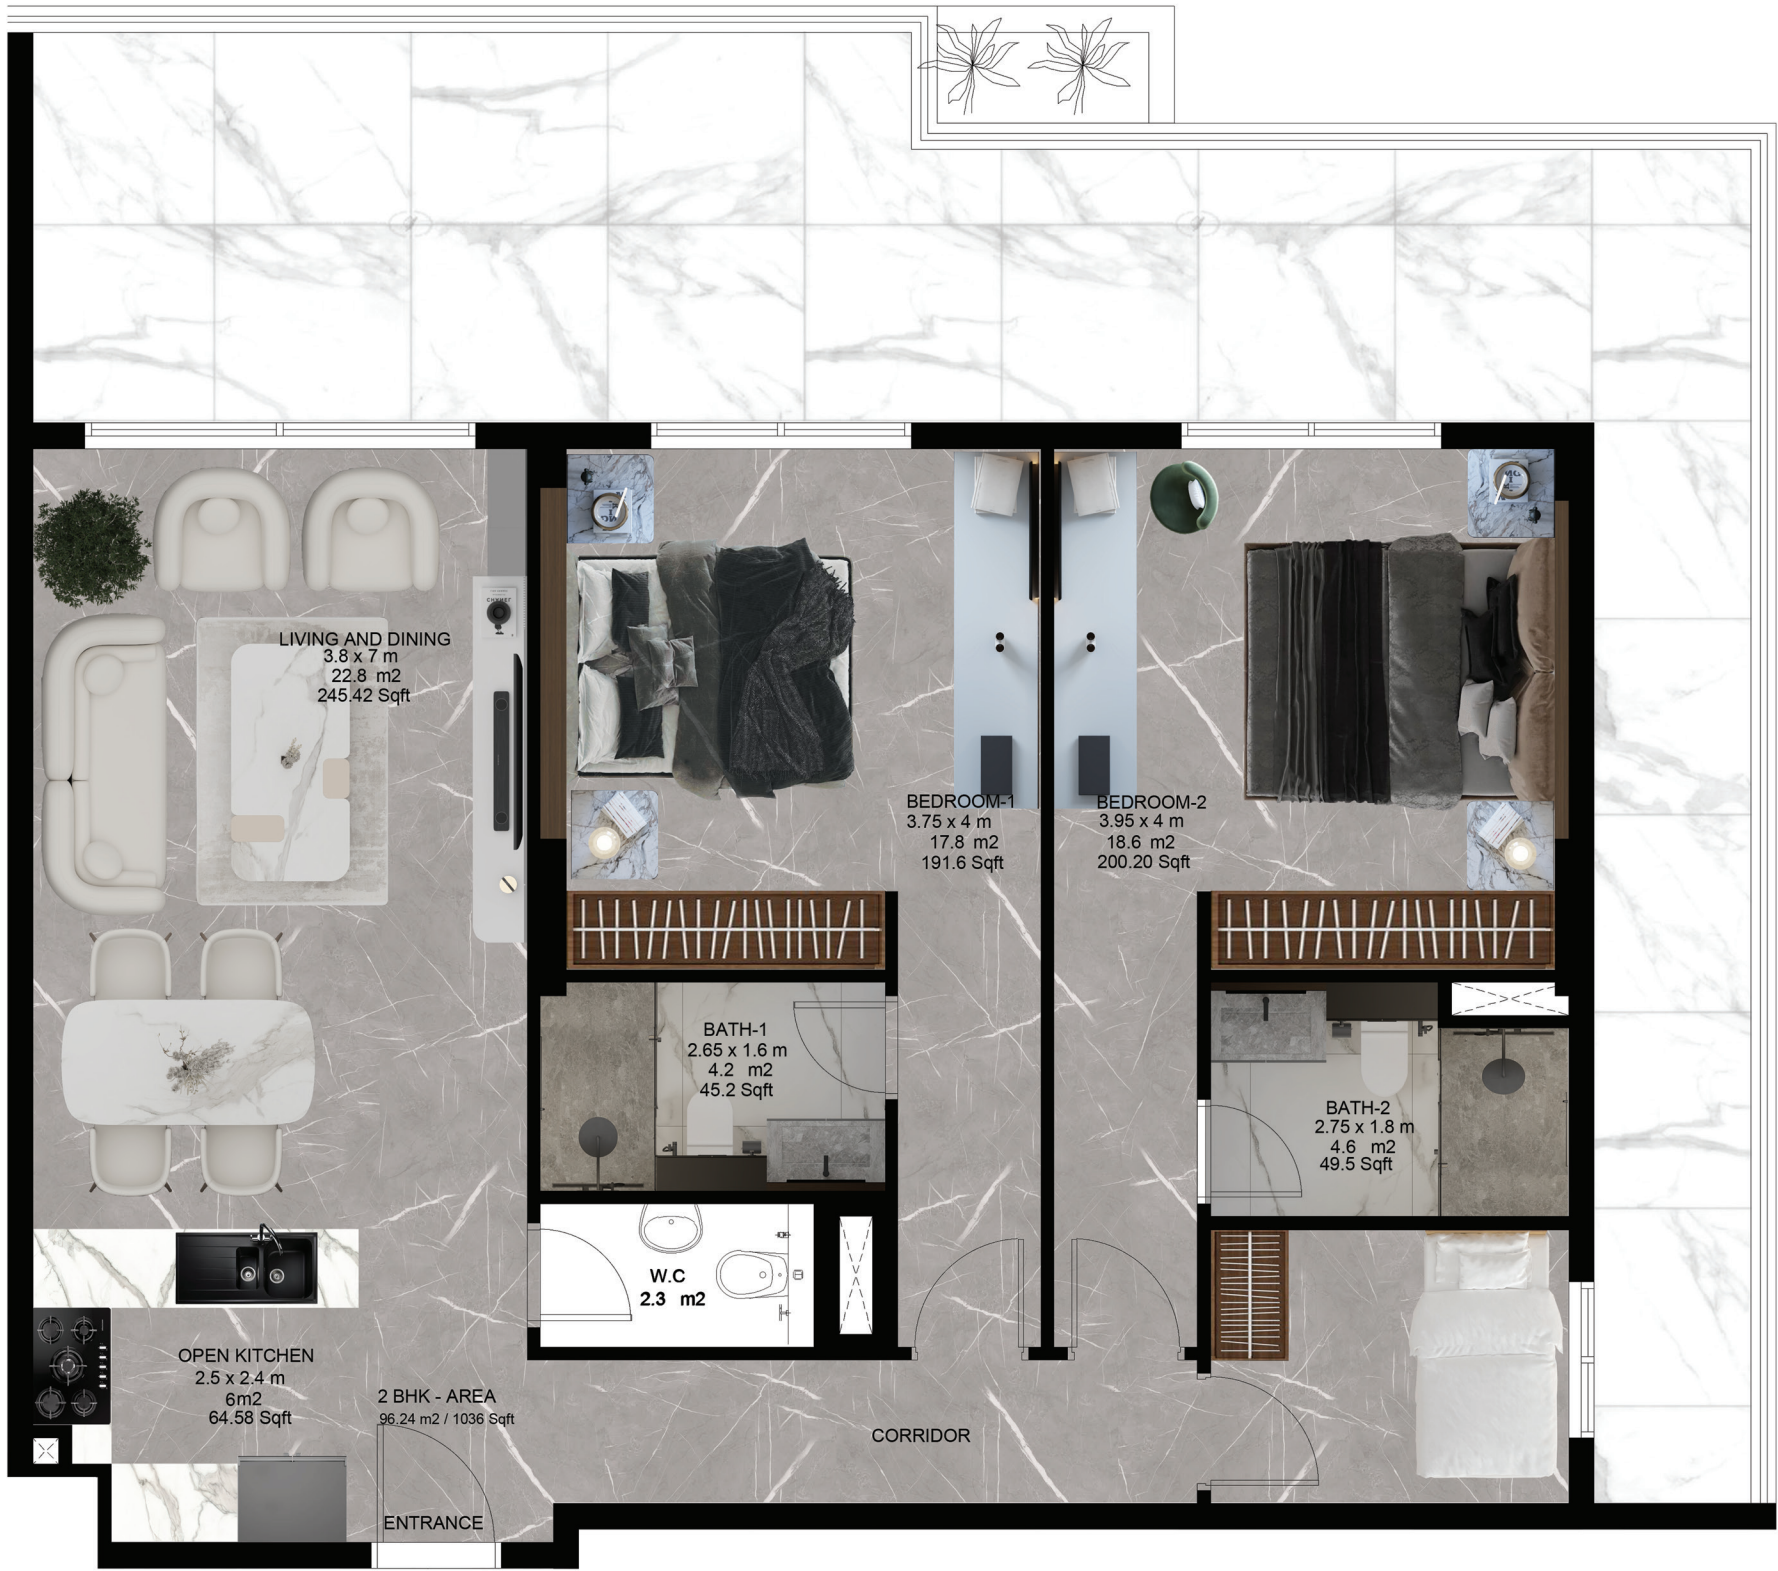 LIVING AND DINING
3.8 x 7 m
22.8 m2
245.42 Sqft
BEDROOM-1
3.75 x 4 m
17.8 m2
191.6 Sqft
BEDROOM-2
3.95 x 4 m
18.6 m2
200.20 Sqft
BATH-1
2.65 x 1.6 m
4.2 m2
45.2 Sqft
BATH-2
2.75 x 1.8 m
4.6 m2
49.5 Sqft
W.C
2.3 m2
OPEN KITCHEN
2.5 x 2.4 m
6m2
64.58 Sqft
2 BHK - AREA
96.24 m2 / 1036 Sqft
CORRIDOR
ENTRANCE